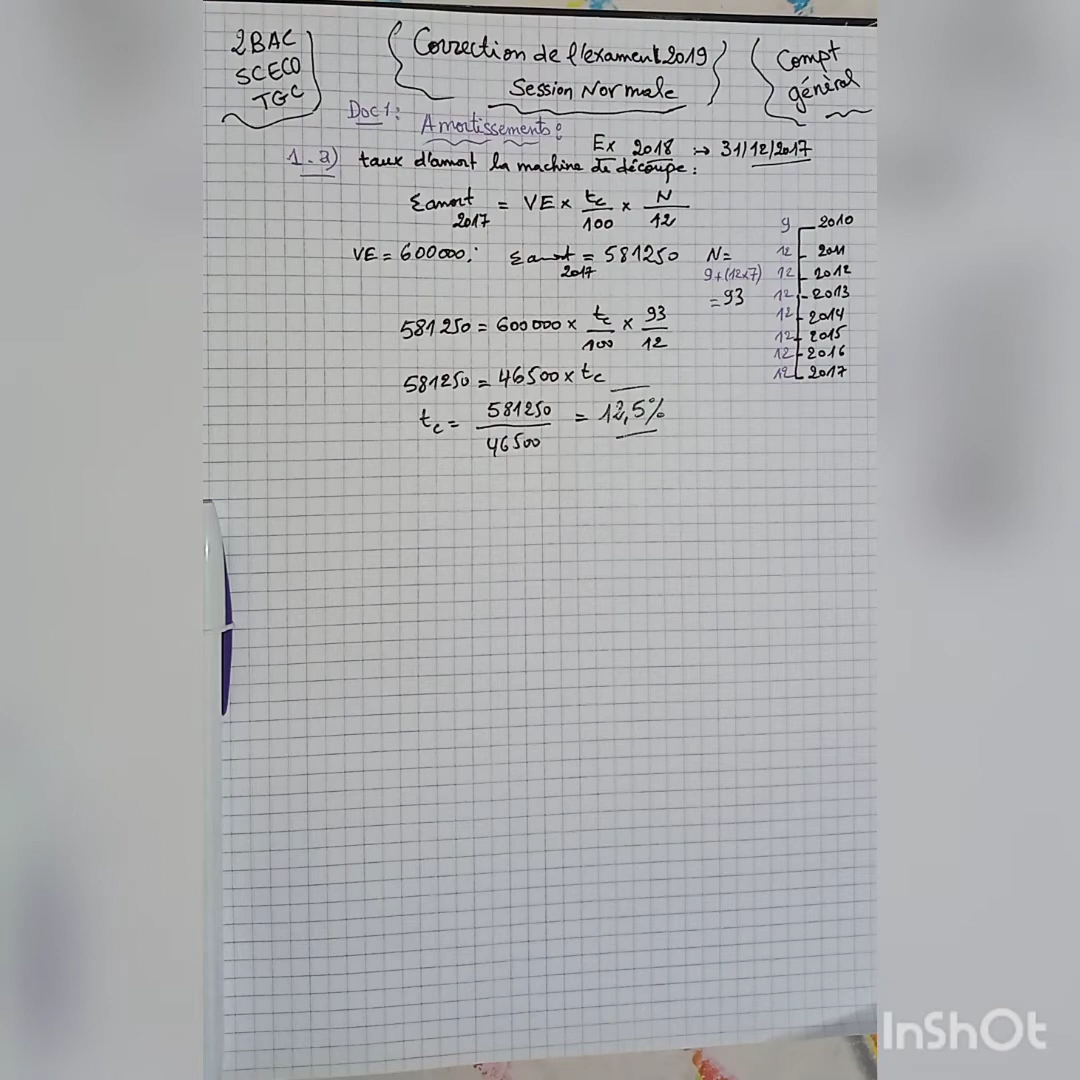 2BAC
SCECO
TGC
Correction de l'examen N.2019
Session Normale
Compt
général
Doc1:
Amortissements:
Ex 2018 → 31/12/2017
1-a) taux d'amort la machine de découpe:
Σamort 2017 = VE × tc/100 × N/12
VE = 600000; Σamort 2017 = 581250 N =
9+(12×7)
= 93
9 2010
12 2011
12 2012
12 2013
12 2014
12 2015
12 2016
12 2017
581250 = 600000 × tc/100 × 93/12
581250 = 46500 × tc
tc = 581250/46500 = 12,5%
InShOt